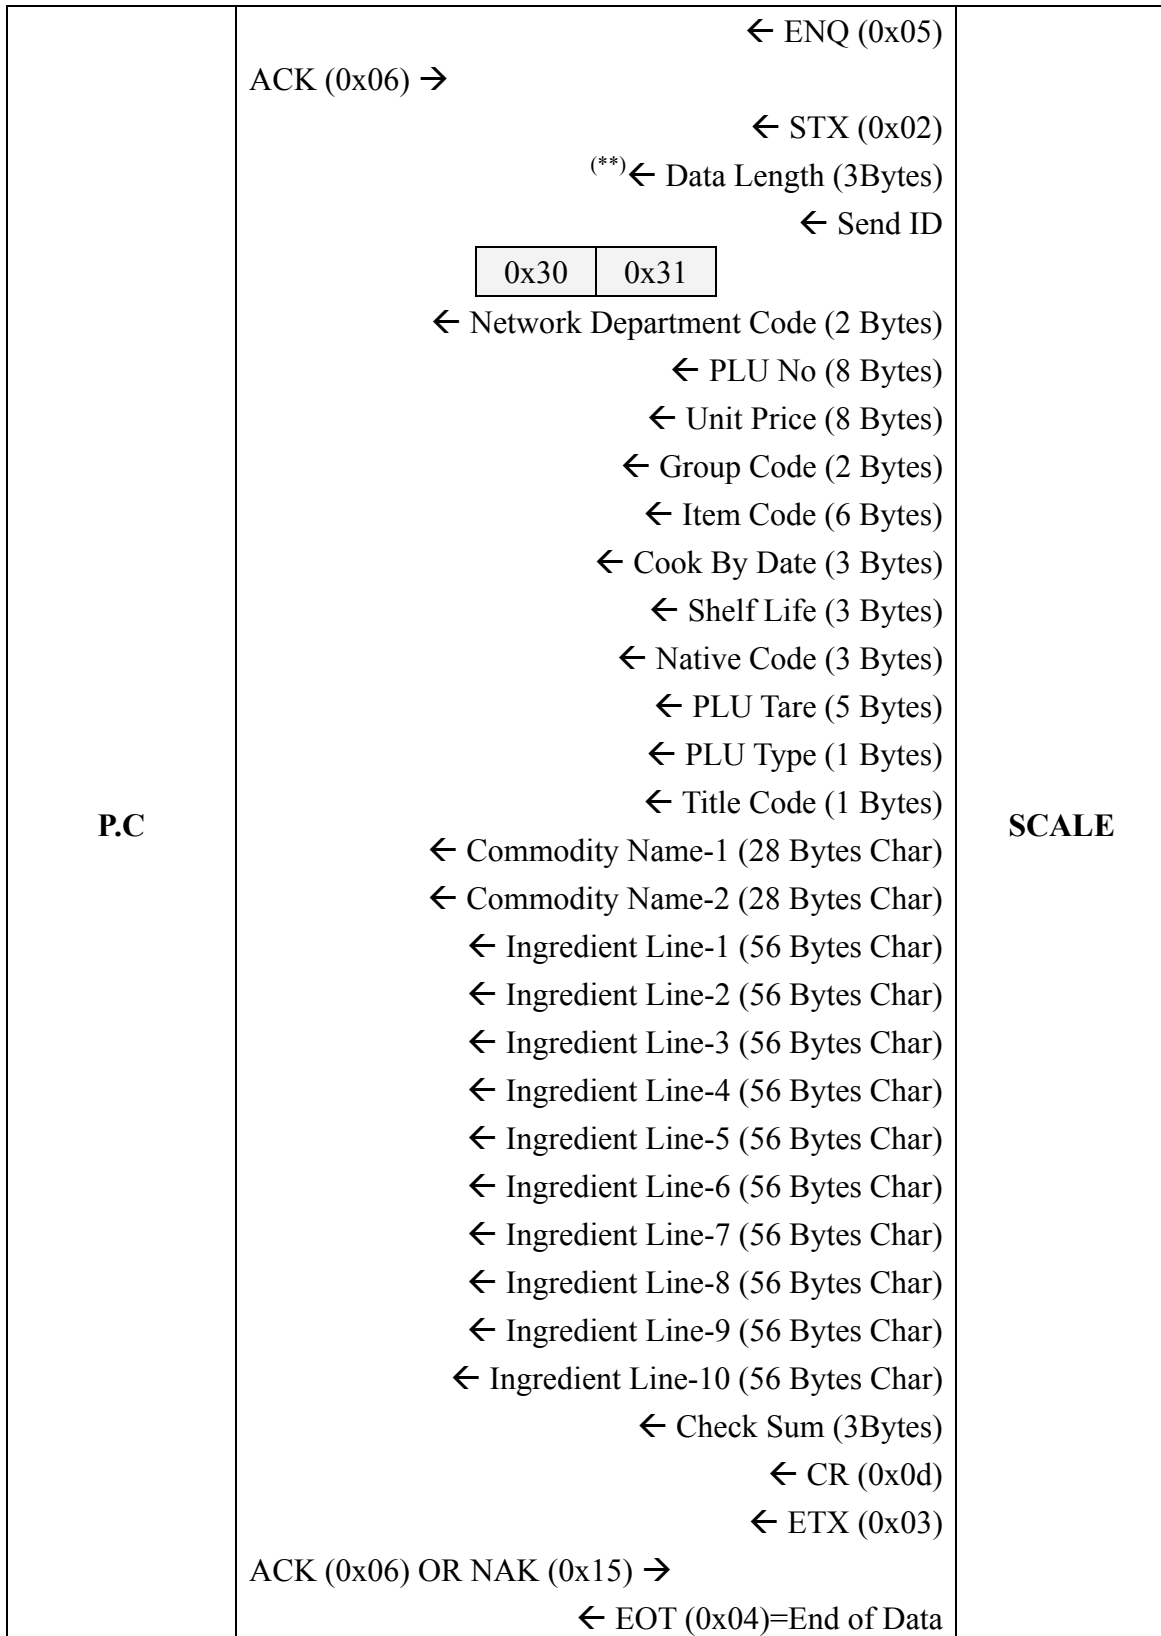 ← ENQ (0x05)
ACK (0x06) →
← STX (0x02)
(**)← Data Length (3Bytes)
← Send ID
0x30 0x31
← Network Department Code (2 Bytes)
← PLU No (8 Bytes)
← Unit Price (8 Bytes)
← Group Code (2 Bytes)
← Item Code (6 Bytes)
← Cook By Date (3 Bytes)
← Shelf Life (3 Bytes)
← Native Code (3 Bytes)
← PLU Tare (5 Bytes)
← PLU Type (1 Bytes)
← Title Code (1 Bytes)
P.C
SCALE
← Commodity Name-1 (28 Bytes Char)
← Commodity Name-2 (28 Bytes Char)
← Ingredient Line-1 (56 Bytes Char)
← Ingredient Line-2 (56 Bytes Char)
← Ingredient Line-3 (56 Bytes Char)
← Ingredient Line-4 (56 Bytes Char)
← Ingredient Line-5 (56 Bytes Char)
← Ingredient Line-6 (56 Bytes Char)
← Ingredient Line-7 (56 Bytes Char)
← Ingredient Line-8 (56 Bytes Char)
← Ingredient Line-9 (56 Bytes Char)
← Ingredient Line-10 (56 Bytes Char)
← Check Sum (3Bytes)
← CR (0x0d)
← ETX (0x03)
ACK (0x06) OR NAK (0x15) →
← EOT (0x04)=End of Data